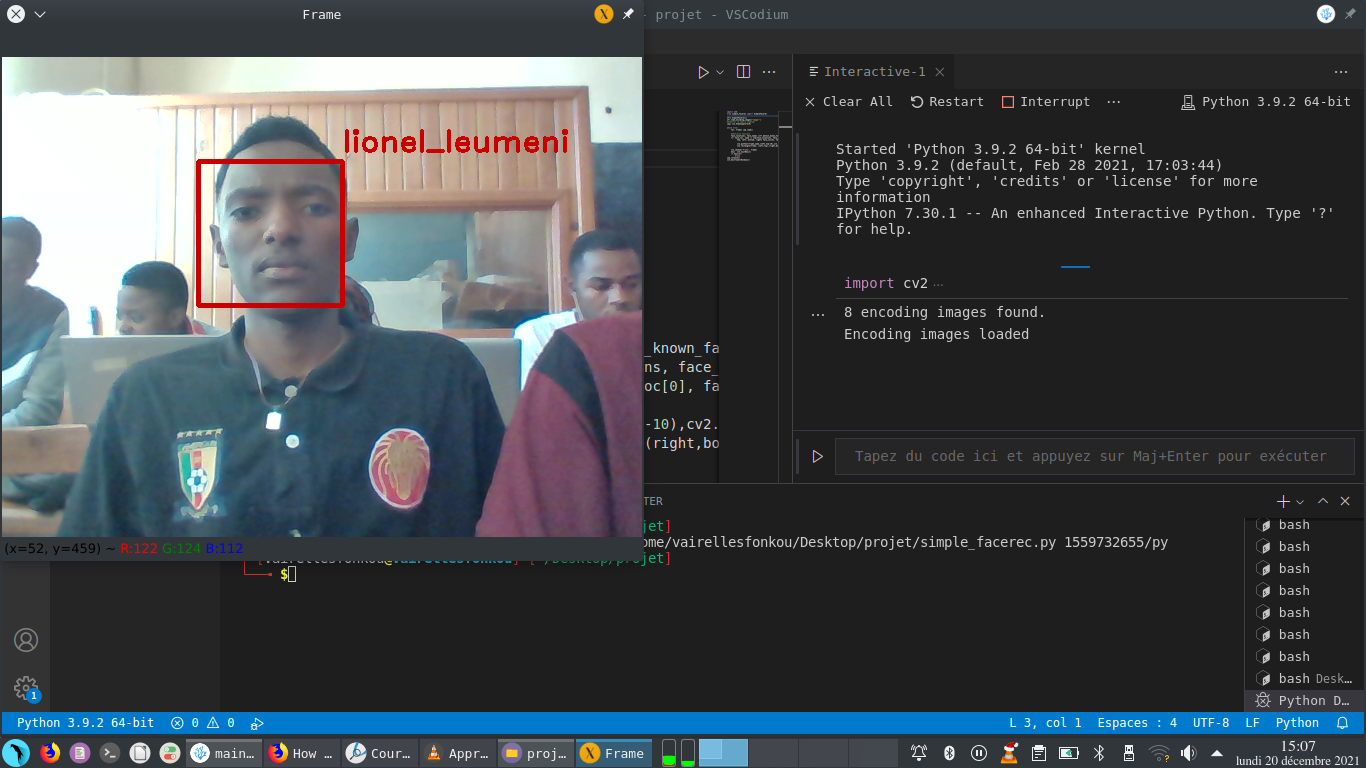 Frame
projet - VSCodium
lionel_leumeni
(x=52, y=459) ~ R:122 G:124 B:112
Interactive-1
Clear All
Restart
Interrupt
Python 3.9.2 64-bit
Started 'Python 3.9.2 64-bit' kernel
Python 3.9.2 (default, Feb 28 2021, 17:03:44)
Type 'copyright', 'credits' or 'license' for more
information
IPython 7.30.1 -- An enhanced Interactive Python. Type '?'
for help.
import cv2
8 encoding images found.
Encoding images loaded
_known_fa
ns, face_
oc[0], fa
-10),cv2.
(right,bo
Tapez du code ici et appuyez sur Maj+Enter pour exécuter
TER
jet]
ome/vairellesfonkou/Desktop/projet/simple_facerec.py 1559732655/py
[vairellesfonkou@vairellesfonkou] [~/Desktop/projet]
$
bash
bash
bash
bash
bash
bash
bash
bash Desk…
Python D…
1
Python 3.9.2 64-bit
0
0
L 3, col 1
Espaces : 4
UTF-8
LF
Python
main…
How …
Cour…
Appr…
proj…
Frame
15:07
lundi 20 décembre 2021